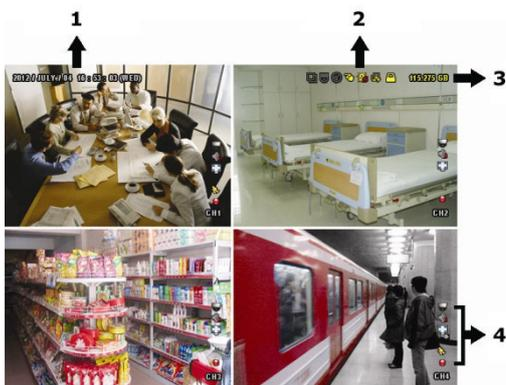 1
2
2012 / JULY / 04 16 : 53 : 03 (WED)
115.275 GB
3
CH1
CH2
CH3
CH4
4